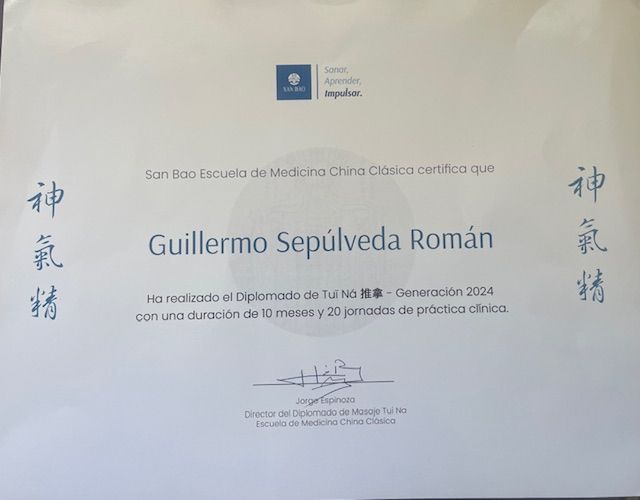 SAN BAO
Sanar,
Aprender,
Impulsar.
San Bao Escuela de Medicina China Clásica certifica que
神
氣
精
神
氣
精
Guillermo Sepúlveda Román
Ha realizado el Diplomado de Tuī Ná 推拿 - Generación 2024
con una duración de 10 meses y 20 jornadas de práctica clínica.
Jorge Espinoza
Director del Diplomado de Masaje Tui Na
Escuela de Medicina China Clásica